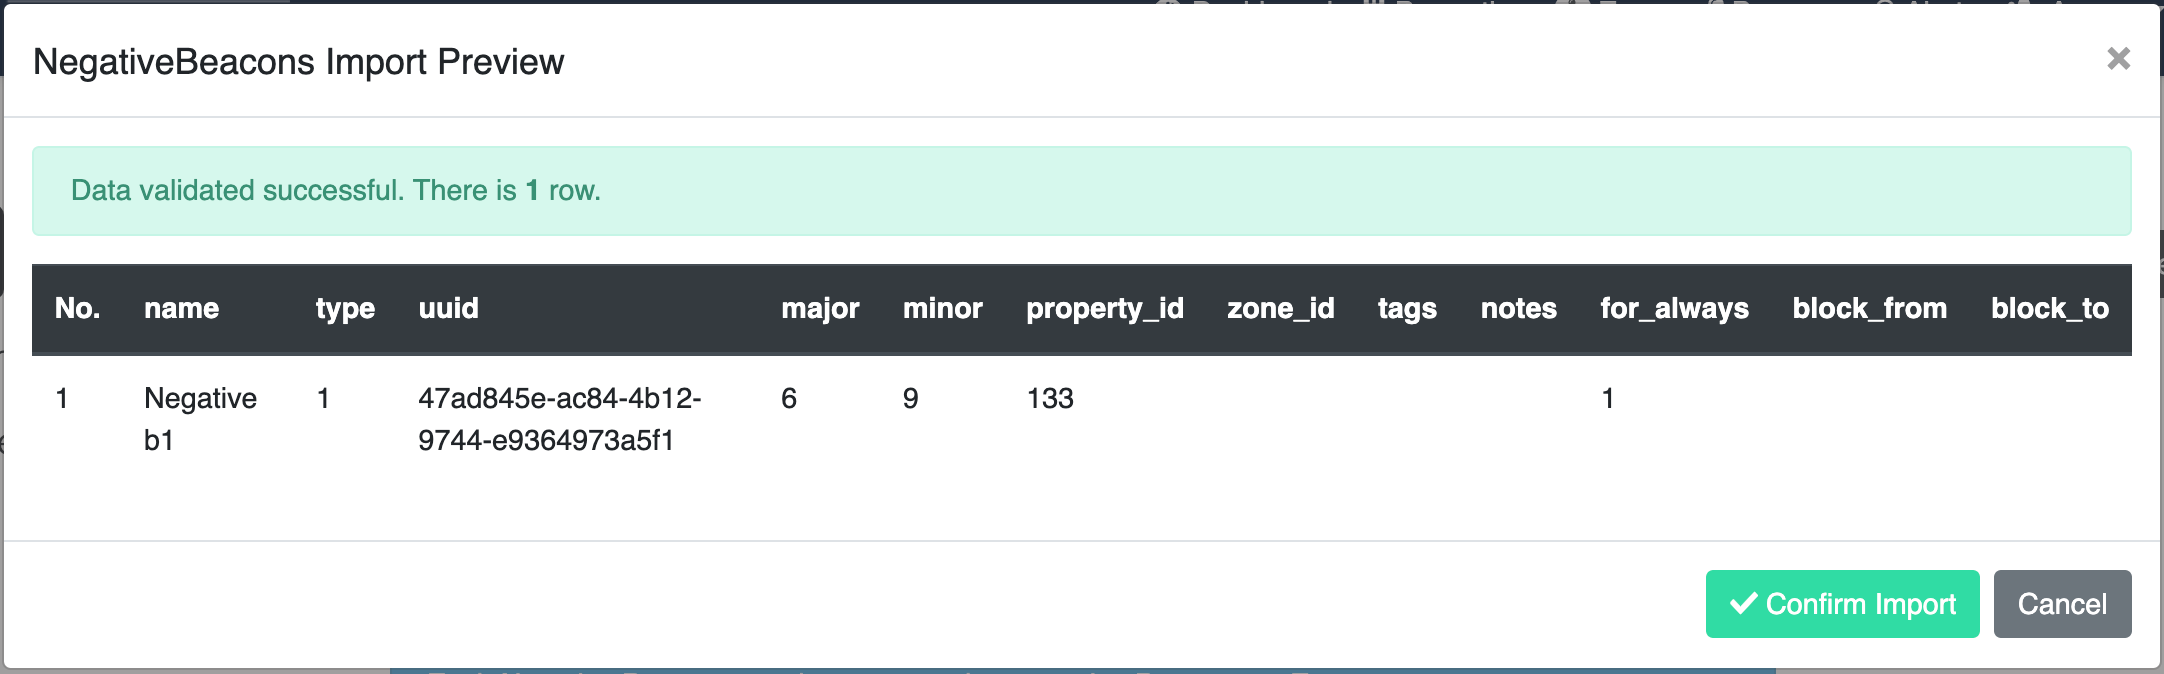 NegativeBeacons Import Preview
×
Data validated successful. There is 1 row.
No. name type uuid major minor property_id zone_id tags notes for_always block_from block_to
1 Negative 1 47ad845e-ac84-4b12- 6 9 133 1
b1 9744-e9364973a5f1
Confirm Import Cancel